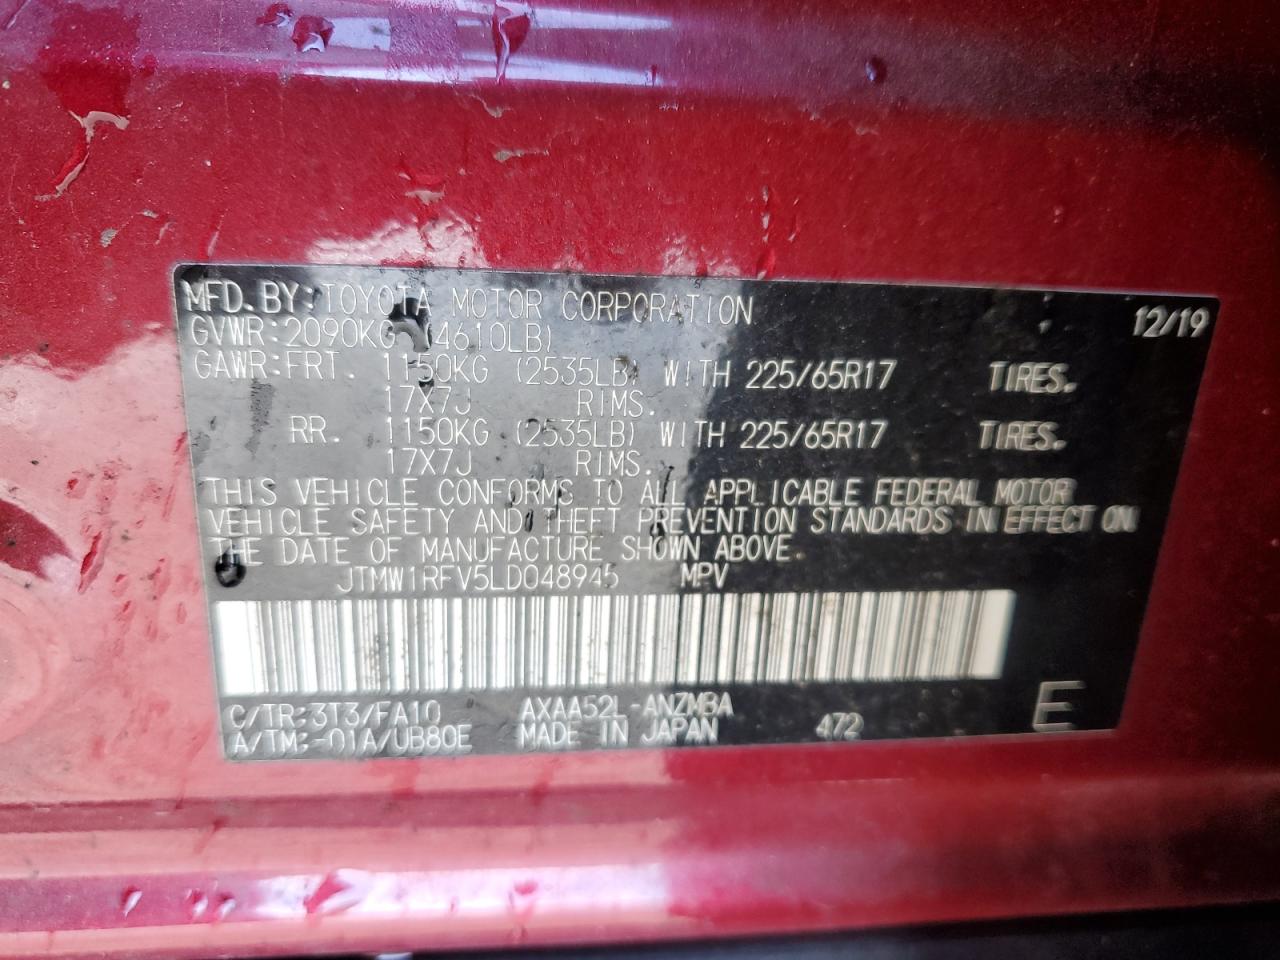 MFD.BY:TOYOTA MOTOR CORPORATION 12/19
GVWR:2090KG (4610LB)
GAWR:FRT. 1150KG (2535LB) WITH 225/65R17 TIRES.
17X7J RIMS.
RR. 1150KG (2535LB) WITH 225/65R17 TIRES.
17X7J RIMS.
THIS VEHICLE CONFORMS TO ALL APPLICABLE FEDERAL MOTOR
VEHICLE SAFETY AND THEFT PREVENTION STANDARDS IN EFFECT ON
THE DATE OF MANUFACTURE SHOWN ABOVE.
JTMW1RFV5LD048945 MPV
C/TR:3T3/FA10 AXAA52L-ANZMBA E
A/TM:-01A/UB80E MADE IN JAPAN 472